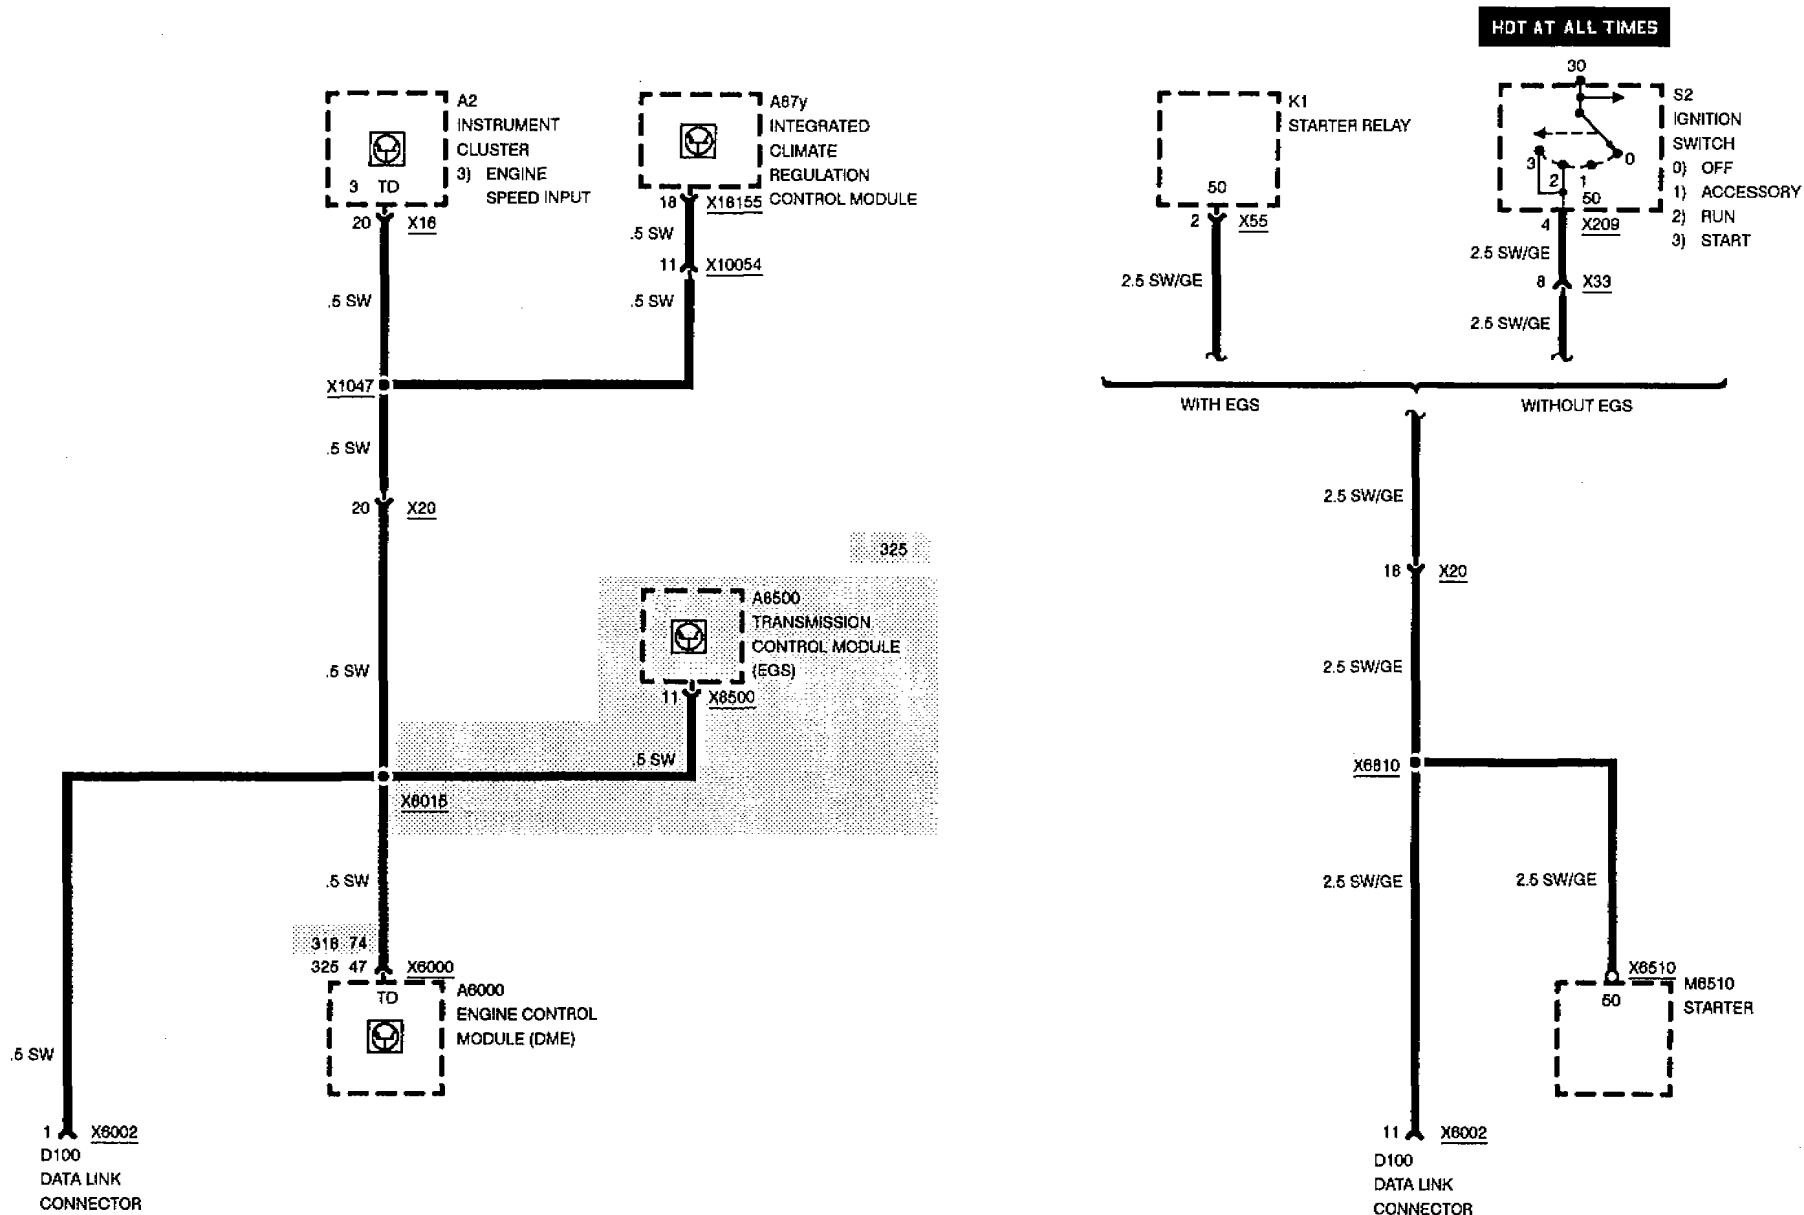 HOT AT ALL TIMES
A2
INSTRUMENT
CLUSTER
3) ENGINE
SPEED INPUT
3 TD
20 X16
A87y
INTEGRATED
CLIMATE
REGULATION
CONTROL MODULE
18 X18155
.5 SW
11 X10054
.5 SW
.5 SW
X1047
.5 SW
20 X20
.5 SW
325
A8500
TRANSMISSION
CONTROL MODULE
(EGS)
11 X8500
.5 SW
X6015
.5 SW
318 74
325 47 X6000
TD
A6000
ENGINE CONTROL
MODULE (DME)
.5 SW
1 X6002
D100
DATA LINK
CONNECTOR
K1
STARTER RELAY
50
2 X55
2.5 SW/GE
30
S2
IGNITION
SWITCH
0) OFF
1) ACCESSORY
2) RUN
3) START
0
3
2
1
50
4 X209
2.5 SW/GE
8 X33
2.5 SW/GE
WITH EGS
WITHOUT EGS
2.5 SW/GE
18 X20
2.5 SW/GE
X6810
2.5 SW/GE
2.5 SW/GE
X6510
50
M6510
STARTER
11 X6002
D100
DATA LINK
CONNECTOR